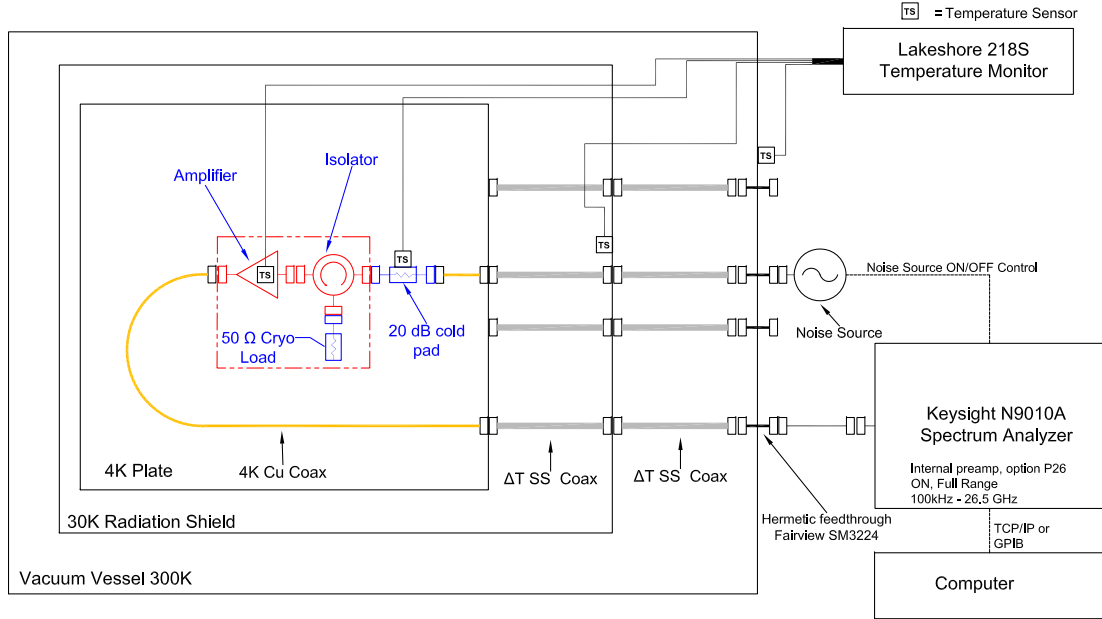 TS = Temperature Sensor
Lakeshore 218S
Temperature Monitor
TS
Isolator
Amplifier
TS
TS
TS
Noise Source ON/OFF Control
Noise Source
20 dB cold
pad
50 Ω Cryo
Load
Keysight N9010A
Spectrum Analyzer
Internal preamp, option P26
ON, Full Range
100kHz - 26.5 GHz
4K Plate
4K Cu Coax
ΔT SS Coax
ΔT SS Coax
Hermetic feedthrough
Fairview SM3224
30K Radiation Shield
TCP/IP or
GPIB
Vacuum Vessel 300K
Computer